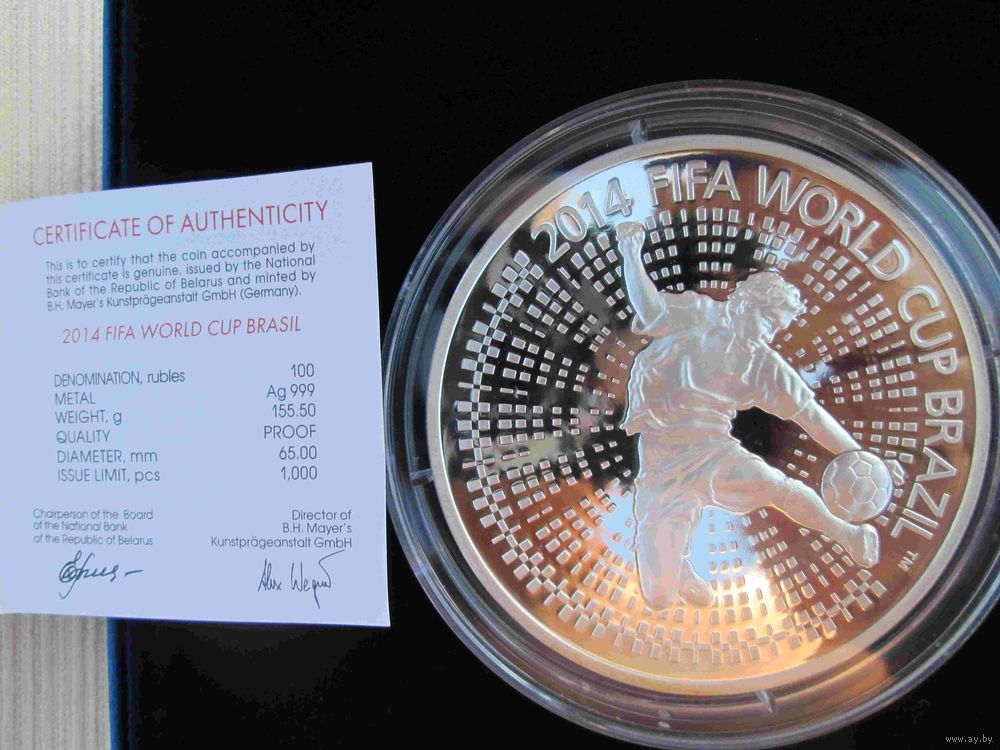 CERTIFICATE OF AUTHENTICITY
This is to certify that the coin accompanied by
this certificate is genuine, issued by the National
Bank of the Republic of Belarus and minted by
B.H. Mayer's Kunstprägeanstalt GmbH (Germany).
2014 FIFA WORLD CUP BRASIL
DENOMINATION, rubles 100
METAL Ag 999
WEIGHT, g 155.50
QUALITY PROOF
DIAMETER, mm 65.00
ISSUE LIMIT, pcs 1,000
Chairperson of the Board
of the National Bank
of the Republic of Belarus
Director of
B.H. Mayer's
Kunstprägeanstalt GmbH
2014 FIFA WORLD CUP BRAZIL TM
www.ay.by